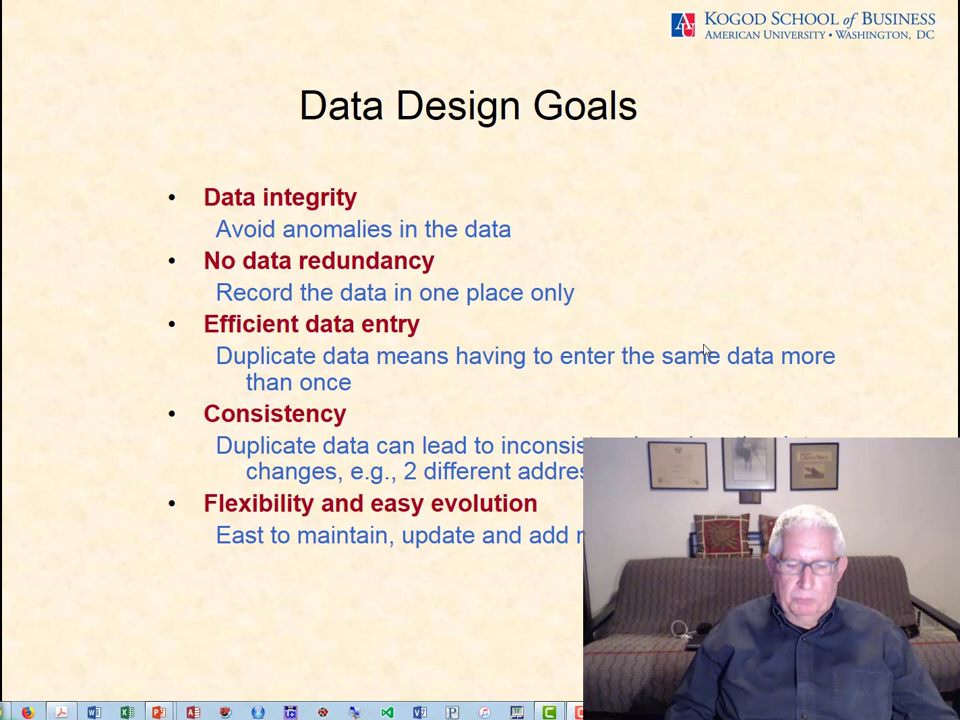 KOGOD SCHOOL of BUSINESS
AMERICAN UNIVERSITY • WASHINGTON, DC
Data Design Goals
• Data integrity
Avoid anomalies in the data
• No data redundancy
Record the data in one place only
• Efficient data entry
Duplicate data means having to enter the same data more
than once
• Consistency
Duplicate data can lead to
changes, e.g., 2 different
• Flexibility and easy evolution
East to maintain, update and add